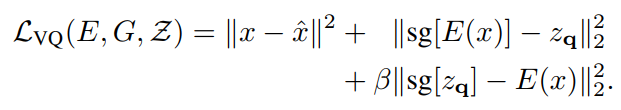 ℒ_VQ(E, G, 𝒵) = ‖x − x̂‖² + ‖sg[E(x)] − z_𝐪‖₂²
+ β‖sg[z_𝐪] − E(x)‖₂².